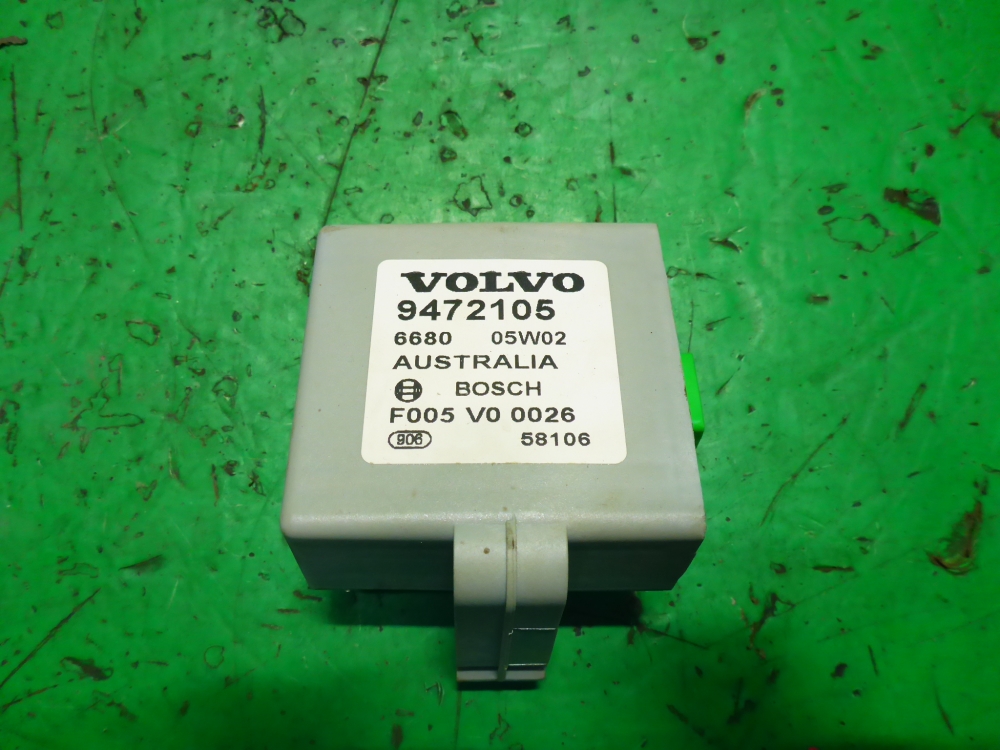 VOLVO
9472105
6680 05W02
AUSTRALIA
BOSCH
F005 V0 0026
906 58106